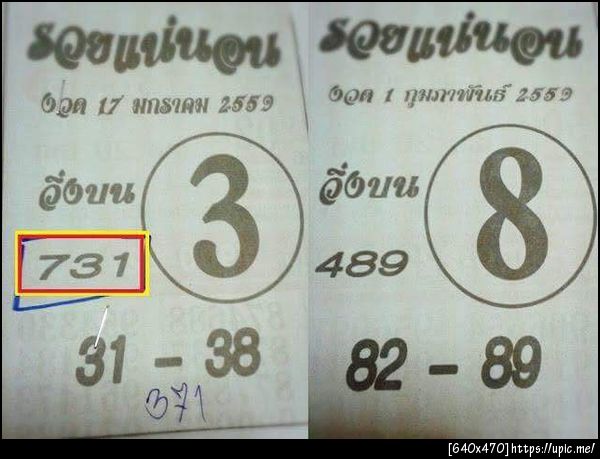 รวยแน่นอน
งวด 17 มกราคม 2559
3
วิ่งบน
731
31 - 38
371
รวยแน่นอน
งวด 1 กุมภาพันธ์ 2559
8
วิ่งบน
489
82 - 89
[640x470]https://upic.me/